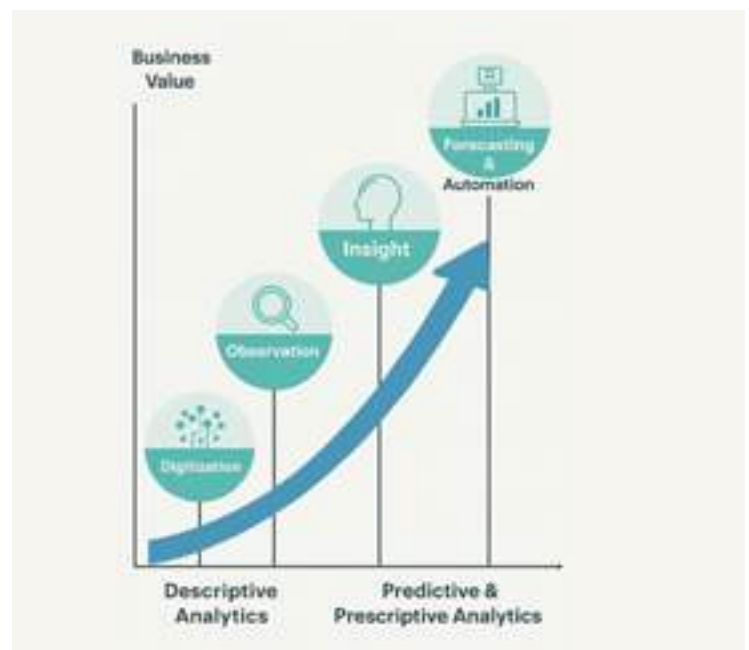 Business
Value
Forecasting
&
Automation
Insight
Observation
Digitization
Descriptive
Analytics
Predictive &
Prescriptive Analytics